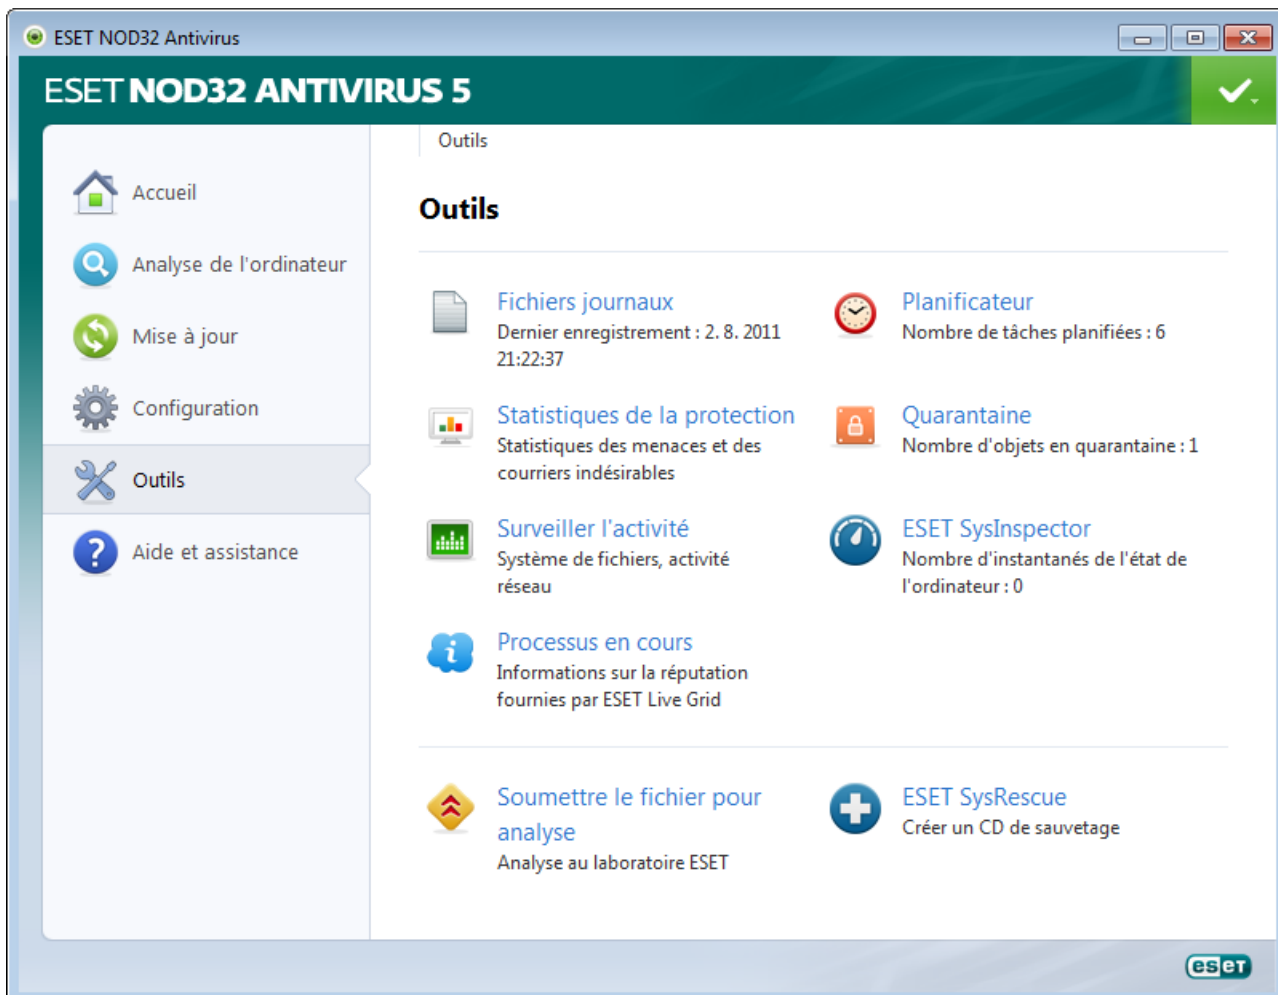 ESET NOD32 Antivirus
ESET NOD32 ANTIVIRUS 5
Accueil
Analyse de l'ordinateur
Mise à jour
Configuration
Outils
Aide et assistance
Outils
Outils
Fichiers journaux
Dernier enregistrement : 2. 8. 2011
21:22:37
Planificateur
Nombre de tâches planifiées : 6
Statistiques de la protection
Statistiques des menaces et des
courriers indésirables
Quarantaine
Nombre d'objets en quarantaine : 1
Surveiller l'activité
Système de fichiers, activité
réseau
ESET SysInspector
Nombre d'instantanés de l'état de
l'ordinateur : 0
Processus en cours
Informations sur la réputation
fournies par ESET Live Grid
Soumettre le fichier pour
analyse
Analyse au laboratoire ESET
ESET SysRescue
Créer un CD de sauvetage
eseT